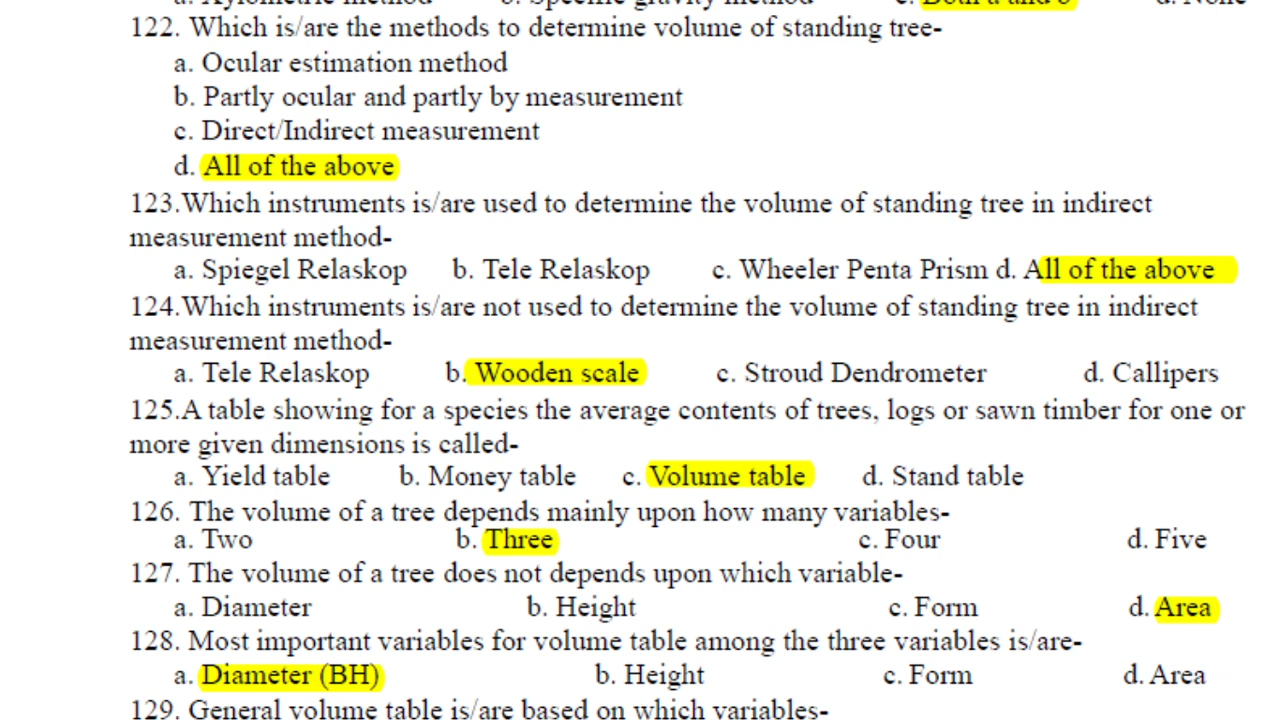 a. Xylometric method b. Specific gravity method c. Both a and b d. None
122. Which is/are the methods to determine volume of standing tree-
a. Ocular estimation method
b. Partly ocular and partly by measurement
c. Direct/Indirect measurement
d. All of the above
123.Which instruments is/are used to determine the volume of standing tree in indirect
measurement method-
a. Spiegel Relaskop b. Tele Relaskop c. Wheeler Penta Prism d. All of the above
124.Which instruments is/are not used to determine the volume of standing tree in indirect
measurement method-
a. Tele Relaskop b. Wooden scale c. Stroud Dendrometer d. Callipers
125.A table showing for a species the average contents of trees, logs or sawn timber for one or
more given dimensions is called-
a. Yield table b. Money table c. Volume table d. Stand table
126. The volume of a tree depends mainly upon how many variables-
a. Two b. Three c. Four d. Five
127. The volume of a tree does not depends upon which variable-
a. Diameter b. Height c. Form d. Area
128. Most important variables for volume table among the three variables is/are-
a. Diameter (BH) b. Height c. Form d. Area
129. General volume table is/are based on which variables-